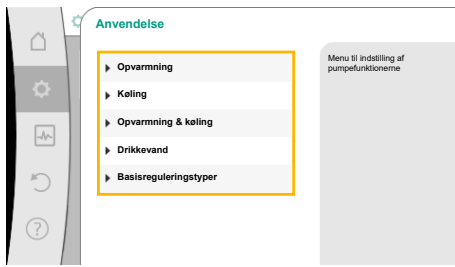 Anvendelse
Opvarmning
Køling
Opvarmning & køling
Drikkevand
Basisreguleringstyper
Menu til indstilling af
pumpefunktionerne
?